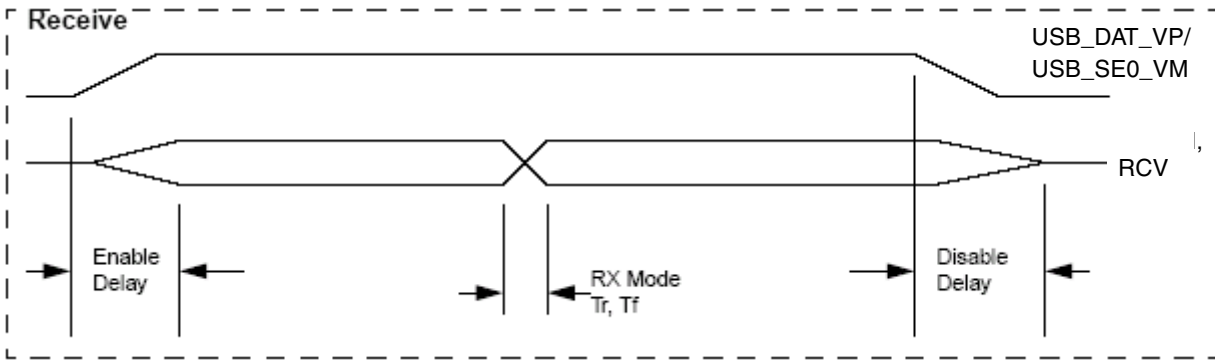 Receive
USB_DAT_VP/
USB_SE0_VM
RCV
Enable
Delay
RX Mode
Tr, Tf
Disable
Delay